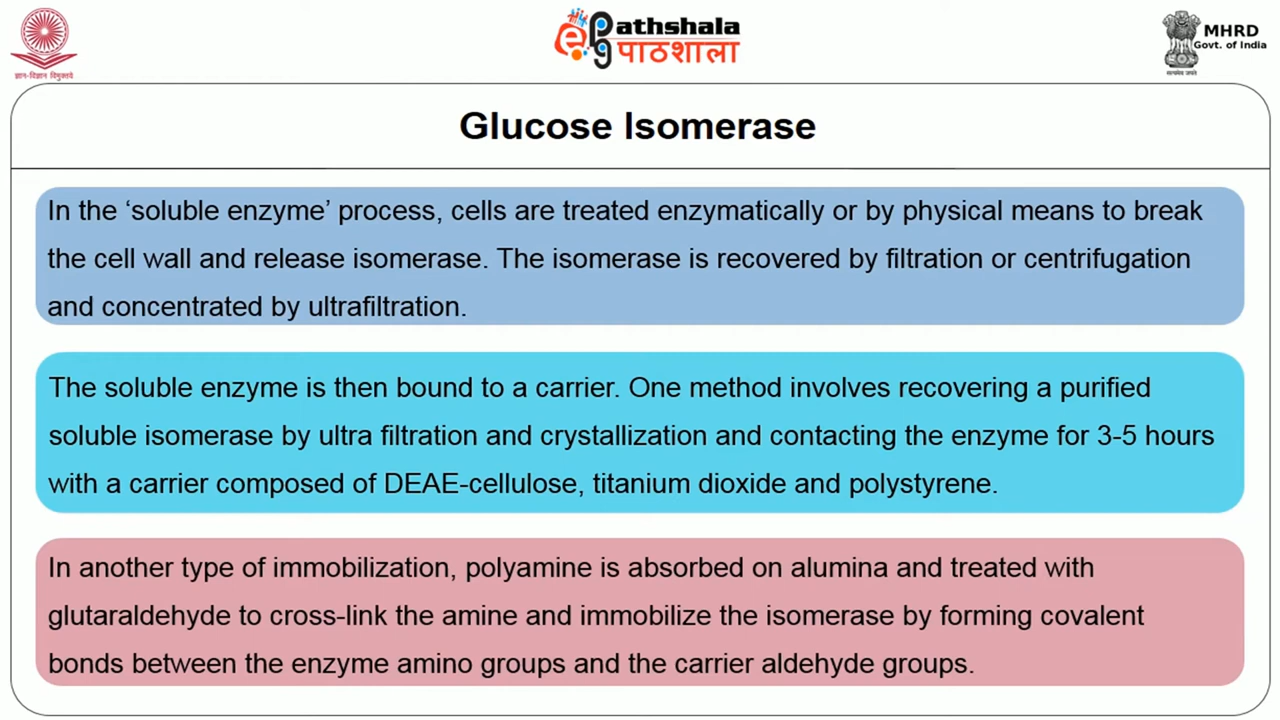 ज्ञान-विज्ञान विमुक्तये
Pathshala
पाठशाला
MHRD
Govt. of India
सत्यमेव जयते
Glucose Isomerase
In the ‘soluble enzyme’ process, cells are treated enzymatically or by physical means to break
the cell wall and release isomerase. The isomerase is recovered by filtration or centrifugation
and concentrated by ultrafiltration.
The soluble enzyme is then bound to a carrier. One method involves recovering a purified
soluble isomerase by ultra filtration and crystallization and contacting the enzyme for 3-5 hours
with a carrier composed of DEAE-cellulose, titanium dioxide and polystyrene.
In another type of immobilization, polyamine is absorbed on alumina and treated with
glutaraldehyde to cross-link the amine and immobilize the isomerase by forming covalent
bonds between the enzyme amino groups and the carrier aldehyde groups.